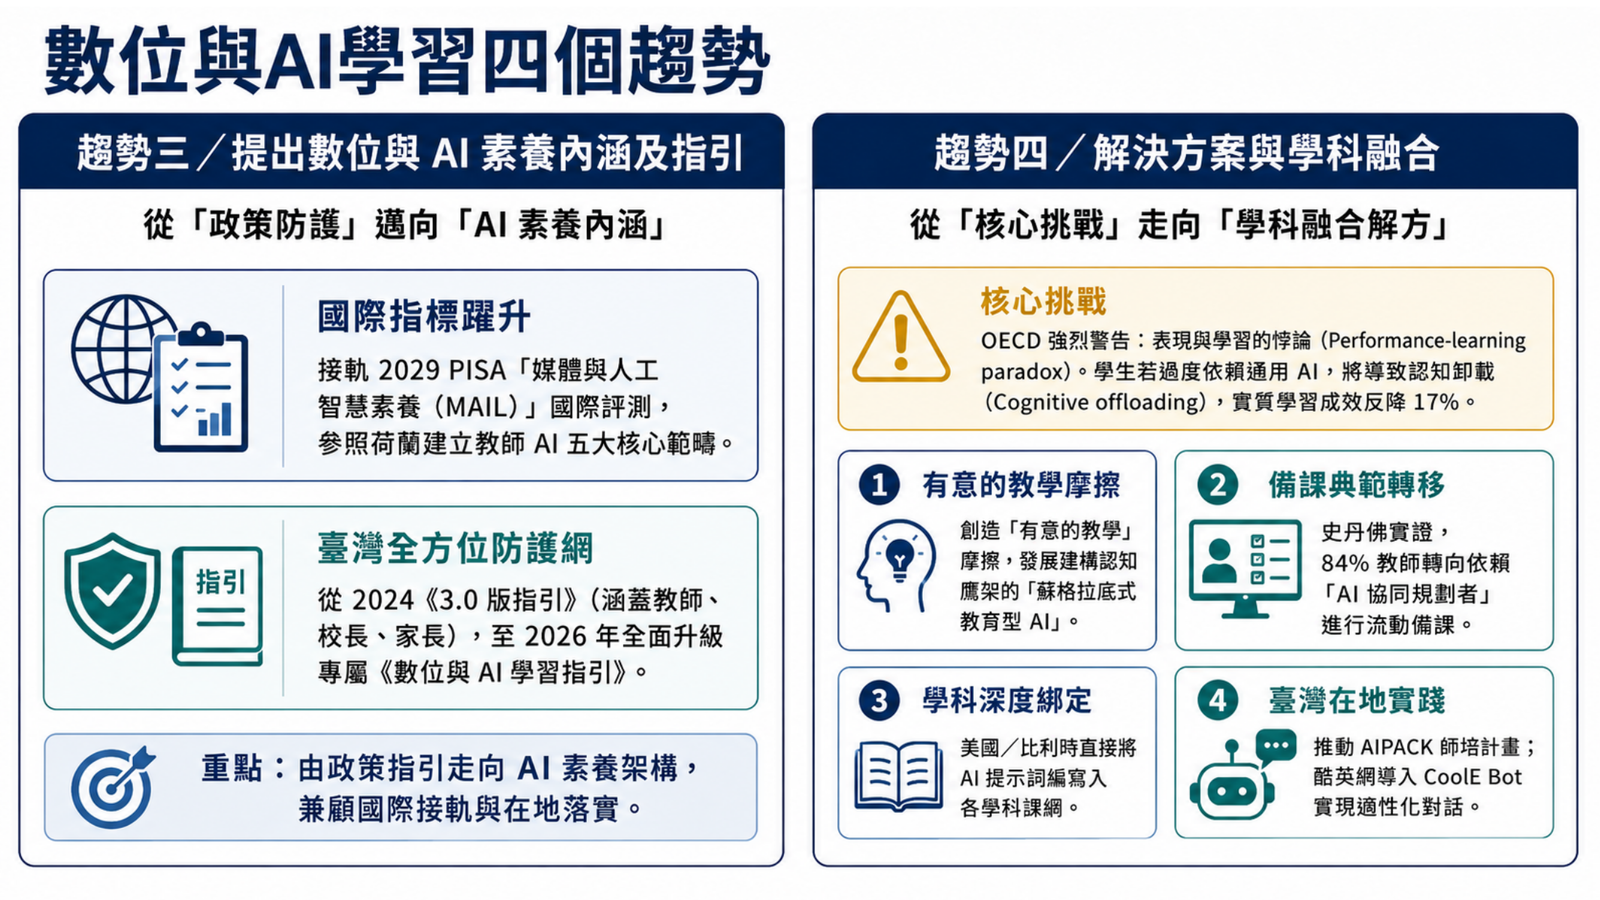 數位與AI學習四個趨勢
趨勢三／提出數位與 AI 素養內涵及指引
從「政策防護」邁向「AI 素養內涵」
國際指標躍升
接軌 2029 PISA「媒體與人工
智慧素養（MAIL）」國際評測，
參照荷蘭建立教師 AI 五大核心範疇。
指引
臺灣全方位防護網
從 2024《3.0 版指引》（涵蓋教師、
校長、家長），至 2026 年全面升級
專屬《數位與 AI 學習指引》。
重點：由政策指引走向 AI 素養架構，
兼顧國際接軌與在地落實。
趨勢四／解決方案與學科融合
從「核心挑戰」走向「學科融合解方」
核心挑戰
OECD 強烈警告：表現與學習的悖論（Performance-learning
paradox）。學生若過度依賴通用 AI，將導致認知卸載
（Cognitive offloading），實質學習成效反降 17%。
1 有意的教學摩擦
創造「有意的教學」
摩擦，發展建構認知
鷹架的「蘇格拉底式
教育型 AI」。
2 備課典範轉移
史丹佛實證，
84% 教師轉向依賴
「AI 協同規劃者」
進行流動備課。
3 學科深度綁定
美國／比利時直接將
AI 提示詞編寫入
各學科課綱。
4 臺灣在地實踐
推動 AIPACK 師培計畫；
酷英網導入 CoolE Bot
實現適性化對話。